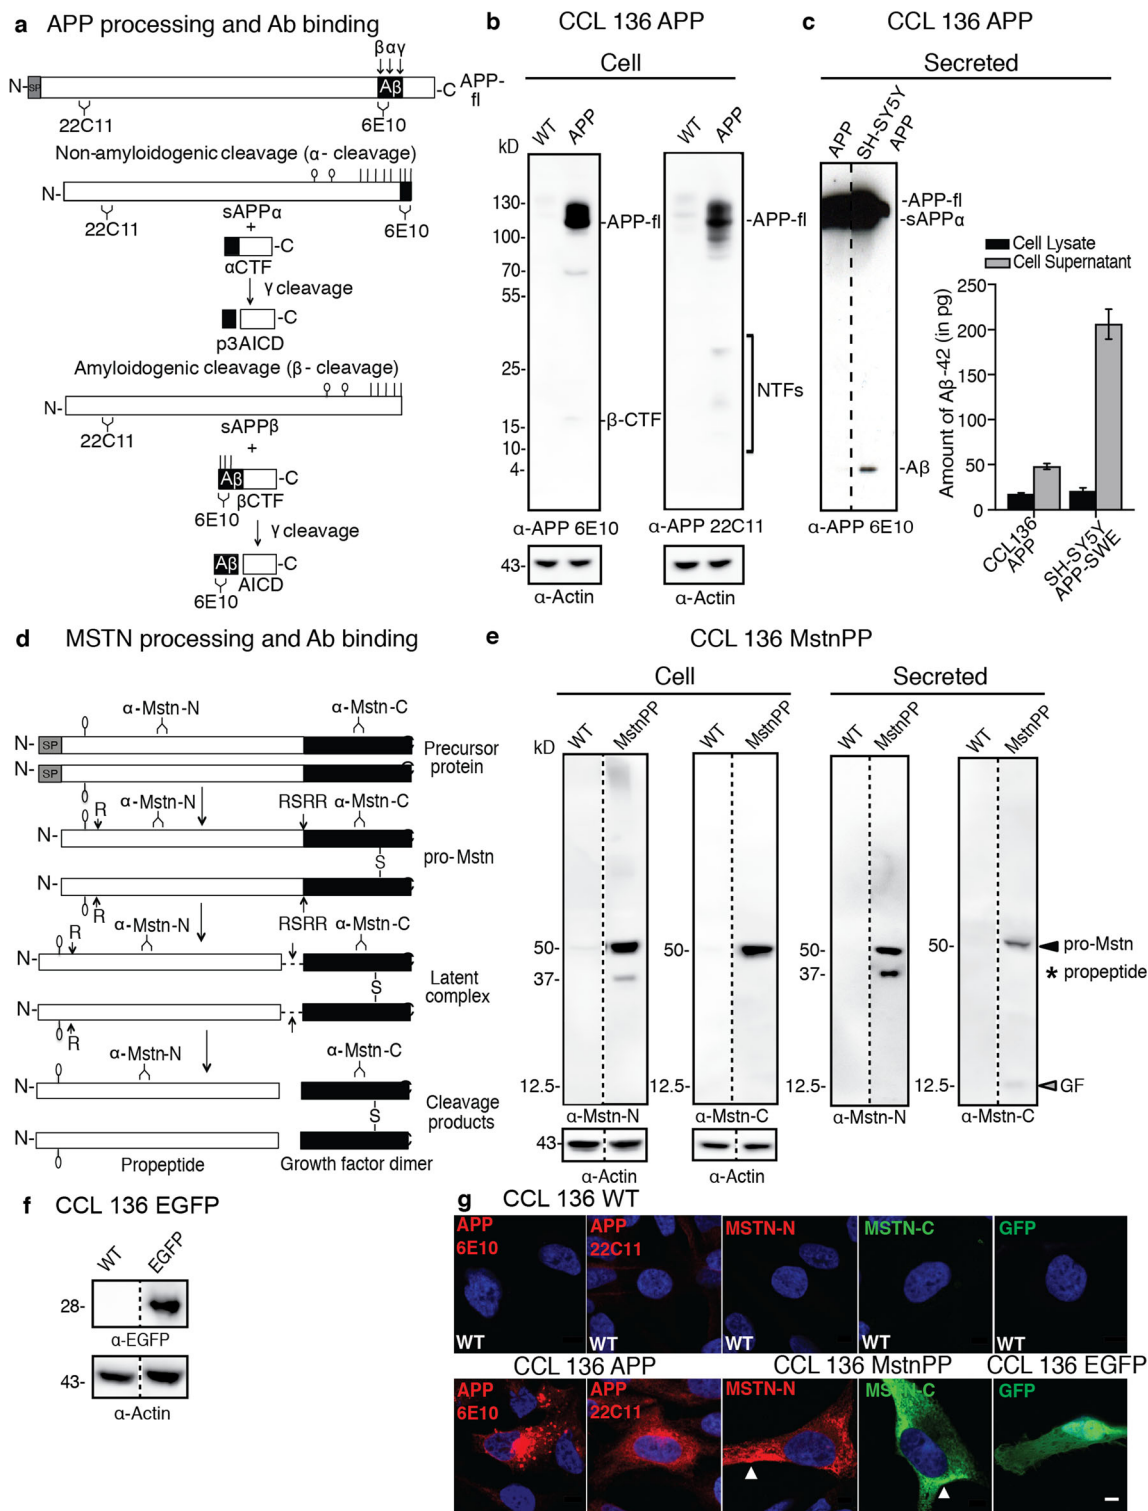 a APP processing and Ab binding
β α γ
N-
SP
Aβ
-C
APP-fl
22C11
6E10
Non-amyloidogenic cleavage (α- cleavage)
N-
22C11
sAPPα
6E10
+
-C
αCTF
γ cleavage
-C
p3 AICD
Amyloidogenic cleavage (β- cleavage)
N-
22C11
sAPPβ
+
Aβ
-C
βCTF
6E10
γ cleavage
Aβ
-C
AICD
6E10
b CCL 136 APP
Cell
WT
APP
WT
APP
kD
130-
100-
70-
55-
25-
15-
10-
4-
-APP-fl
-APP-fl
NTFs
-β-CTF
α-APP 6E10
α-APP 22C11
43-
α-Actin
α-Actin
c CCL 136 APP
Secreted
APP
SH-SY5Y APP
-APP-fl
-sAPPα
-Aβ
α-APP 6E10
Cell Lysate
Cell Supernatant
Amount of Aβ-42 (in pg)
250
200
150
100
50
0
CCL136 APP
SH-SY5Y APP-SWE
d MSTN processing and Ab binding
α-Mstn-N
α-Mstn-C
N-
SP
C
N-
SP
C
Precursor protein
R
α-Mstn-N
RSRR
α-Mstn-C
N-
C
S
pro-Mstn
N-
C
R
α-Mstn-N
RSRR
α-Mstn-C
R
N-
C
S
Latent complex
N-
C
R
α-Mstn-N
α-Mstn-C
N-
C
S
Cleavage products
N-
C
Propeptide
Growth factor dimer
e CCL 136 MstnPP
Cell
Secreted
WT
MstnPP
WT
MstnPP
WT
MstnPP
WT
MstnPP
kD
50-
37-
12.5-
50-
12.5-
50-
37-
12.5-
50-
12.5-
pro-Mstn
* propeptide
GF
α-Mstn-N
α-Mstn-C
α-Mstn-N
α-Mstn-C
43-
α-Actin
α-Actin
f CCL 136 EGFP
WT
EGFP
28-
α-EGFP
43-
α-Actin
g CCL 136 WT
APP 6E10
WT
APP 22C11
WT
MSTN-N
WT
MSTN-C
WT
GFP
WT
CCL 136 APP
CCL 136 MstnPP
CCL 136 EGFP
APP 6E10
APP 22C11
MSTN-N
MSTN-C
GFP